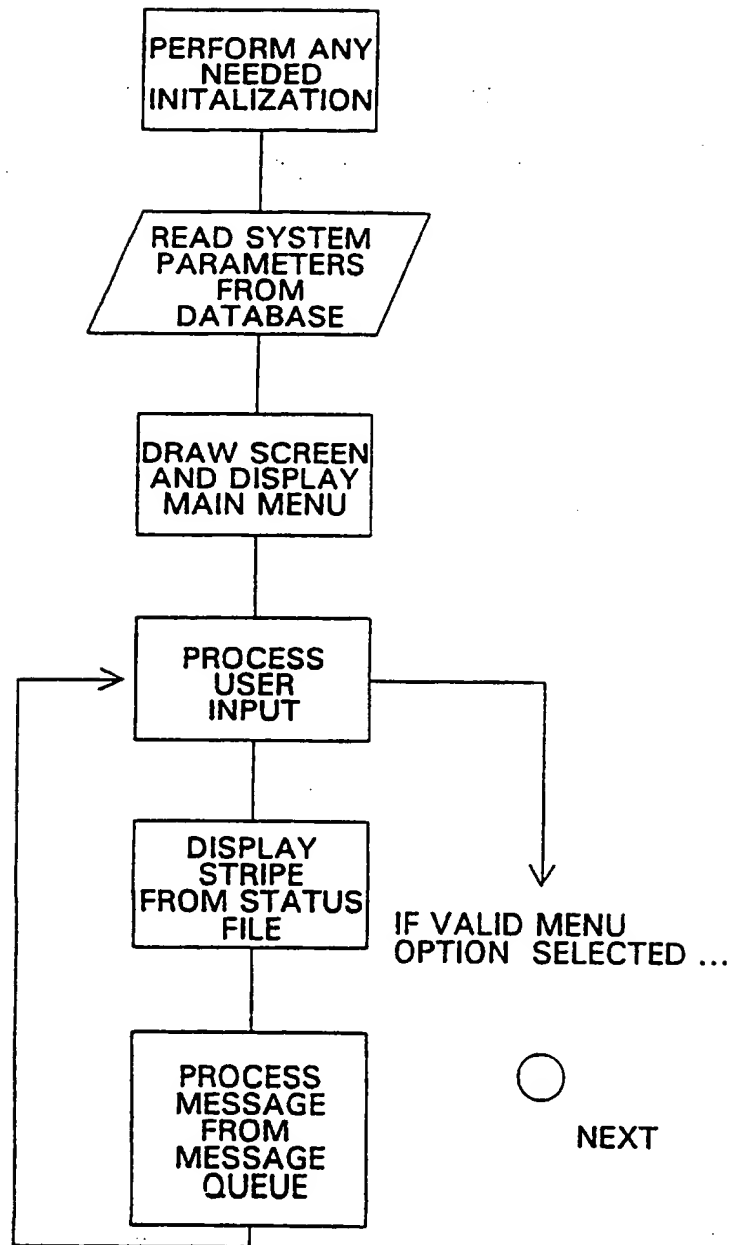 PERFORM ANY
NEEDED
INITALIZATION
READ SYSTEM
PARAMETERS
FROM
DATABASE
DRAW SCREEN
AND DISPLAY
MAIN MENU
PROCESS
USER
INPUT
DISPLAY
STRIPE
FROM STATUS
FILE
IF VALID MENU
OPTION SELECTED ...
PROCESS
MESSAGE
FROM
MESSAGE
QUEUE
NEXT